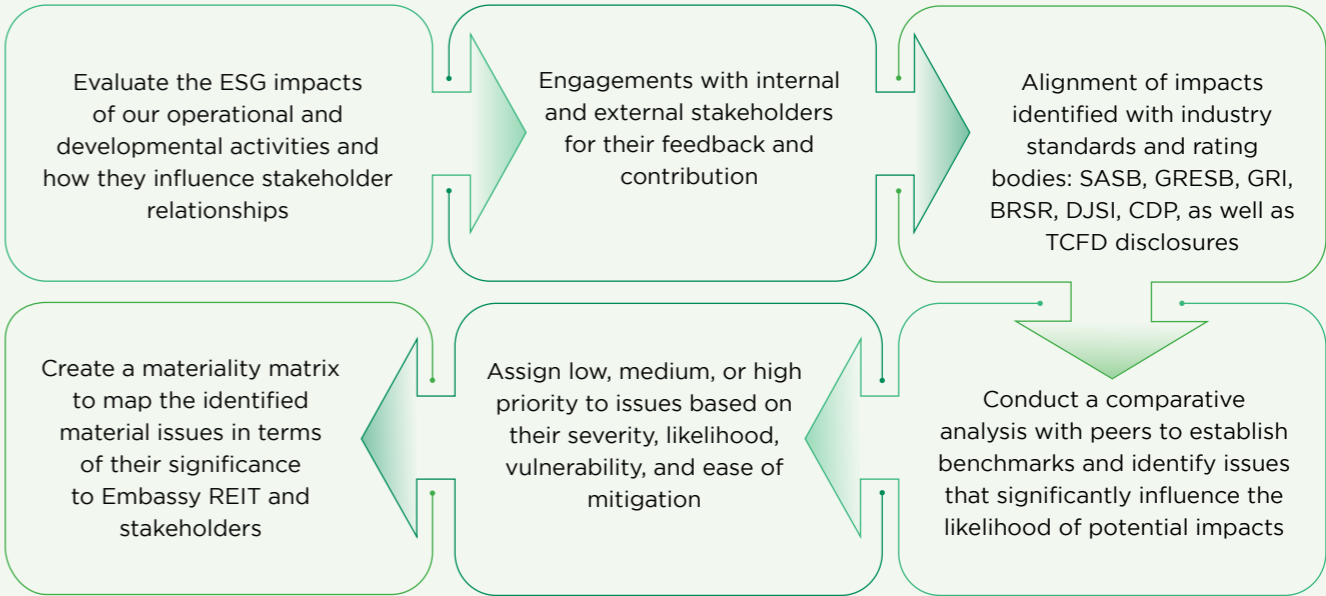 Evaluate the ESG impacts
of our operational and
developmental activities and
how they influence stakeholder
relationships
Engagements with internal
and external stakeholders
for their feedback and
contribution
Alignment of impacts
identified with industry
standards and rating
bodies: SASB, GRESB, GRI,
BRSR, DJSI, CDP, as well as
TCFD disclosures
Conduct a comparative
analysis with peers to establish
benchmarks and identify issues
that significantly influence the
likelihood of potential impacts
Assign low, medium, or high
priority to issues based on
their severity, likelihood,
vulnerability, and ease of
mitigation
Create a materiality matrix
to map the identified
material issues in terms
of their significance
to Embassy REIT and
stakeholders